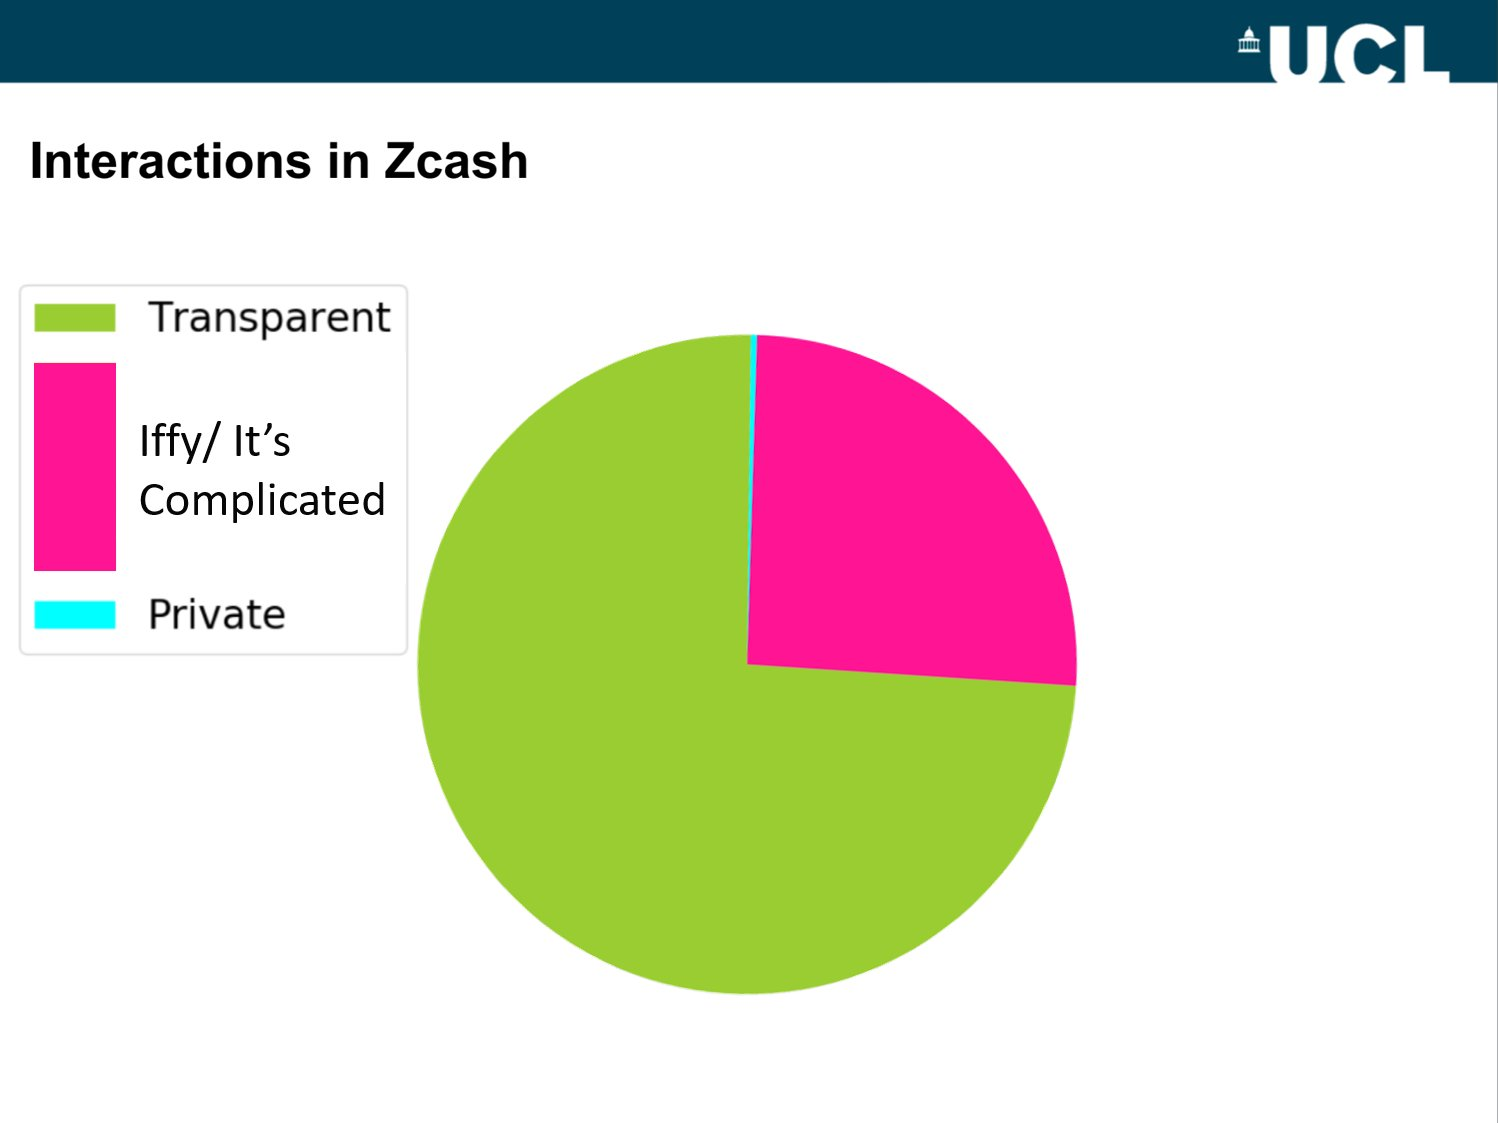 UCL
Interactions in Zcash
Transparent
Iffy/ It’s
Complicated
Private